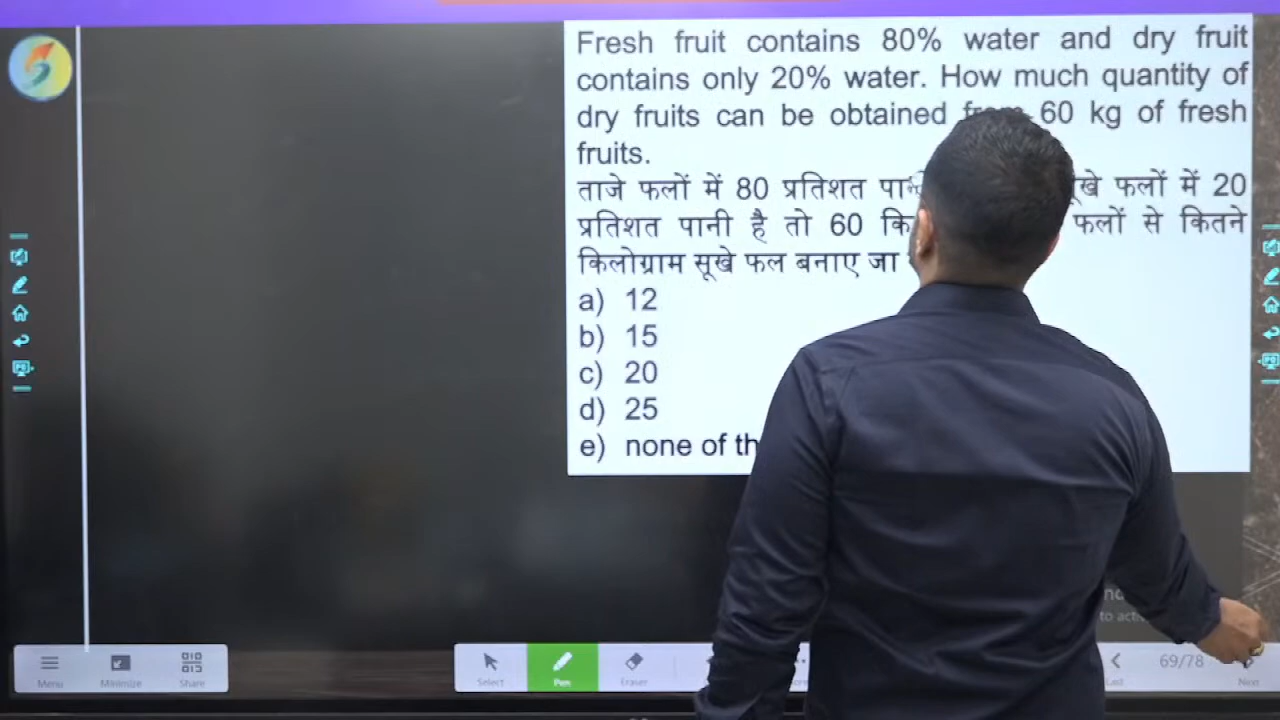 Fresh fruit contains 80% water and dry fruit
contains only 20% water. How much quantity of
dry fruits can be obtained from 60 kg of fresh
fruits.
ताजे फलों में 80 प्रतिशत फलों में 20
प्रतिशत पानी है तो 60 फलों से कितने
किलोग्राम सूखे फल बनाए जा
a) 12
b) 15
c) 20
d) 25
e) none of
Menu Minimize Share Select Pen Eraser Last 69/78 Next